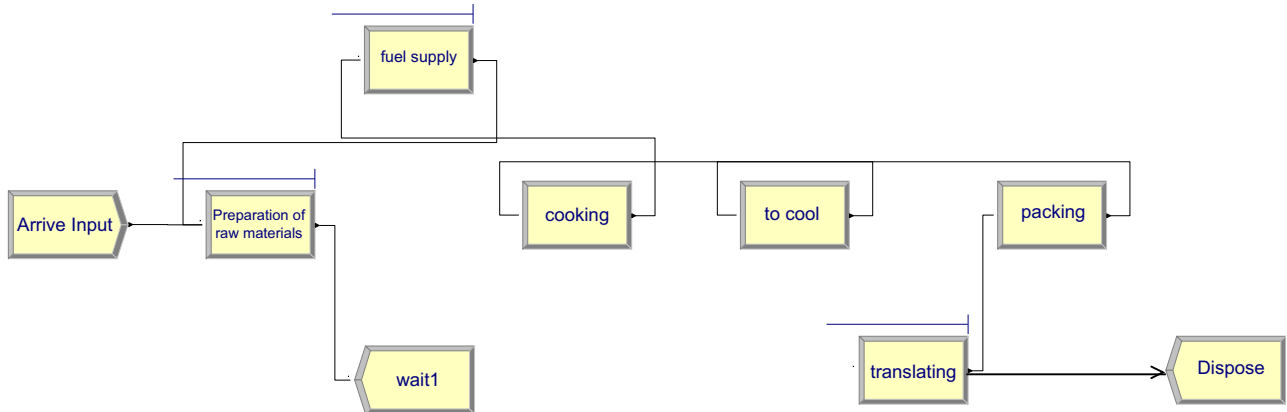 fuel supply
Arrive Input
Preparation of
raw materials
cooking
to cool
packing
wait1
translating
Dispose